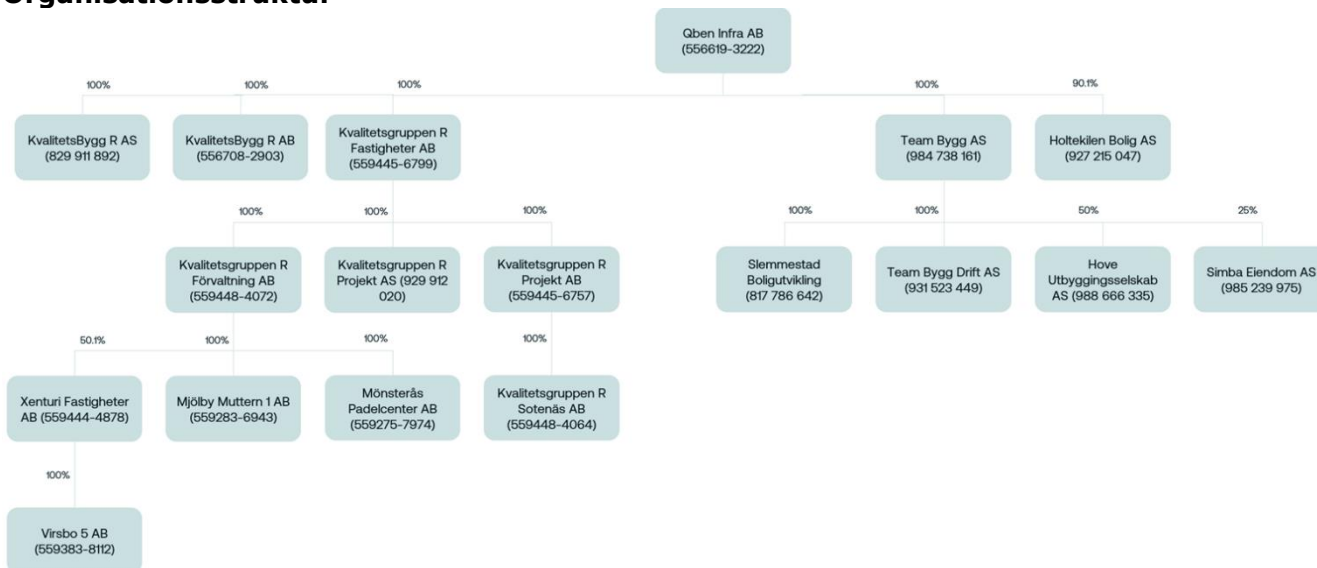 Organisationsstruktur
Qben Infra AB
(556619-3222)
100%
100%
100%
100%
90.1%
KvalitetsBygg R AS
(829 911 892)
KvalitetsBygg R AB
(556708-2903)
Kvalitetsgruppen R
Fastigheter AB
(559445-6799)
Team Bygg AS
(984 738 161)
Holtekilen Bolig AS
(927 215 047)
100%
100%
100%
100%
100%
50%
25%
Kvalitetsgruppen R
Förvaltning AB
(559448-4072)
Kvalitetsgruppen R
Projekt AS (929 912
020)
Kvalitetsgruppen R
Projekt AB
(559445-6757)
Slemmestad
Boligutvikling
(817 786 642)
Team Bygg Drift AS
(931 523 449)
Hove
Utbyggingsselskab
AS (988 666 335)
Simba Eiendom AS
(985 239 975)
50.1%
100%
100%
100%
Xenturi Fastigheter
AB (559444-4878)
Mjölby Muttern 1 AB
(559283-6943)
Mönsterås
Padelcenter AB
(559275-7974)
Kvalitetsgruppen R
Sotenäs AB
(559448-4064)
100%
Virsbo 5 AB
(559383-8112)